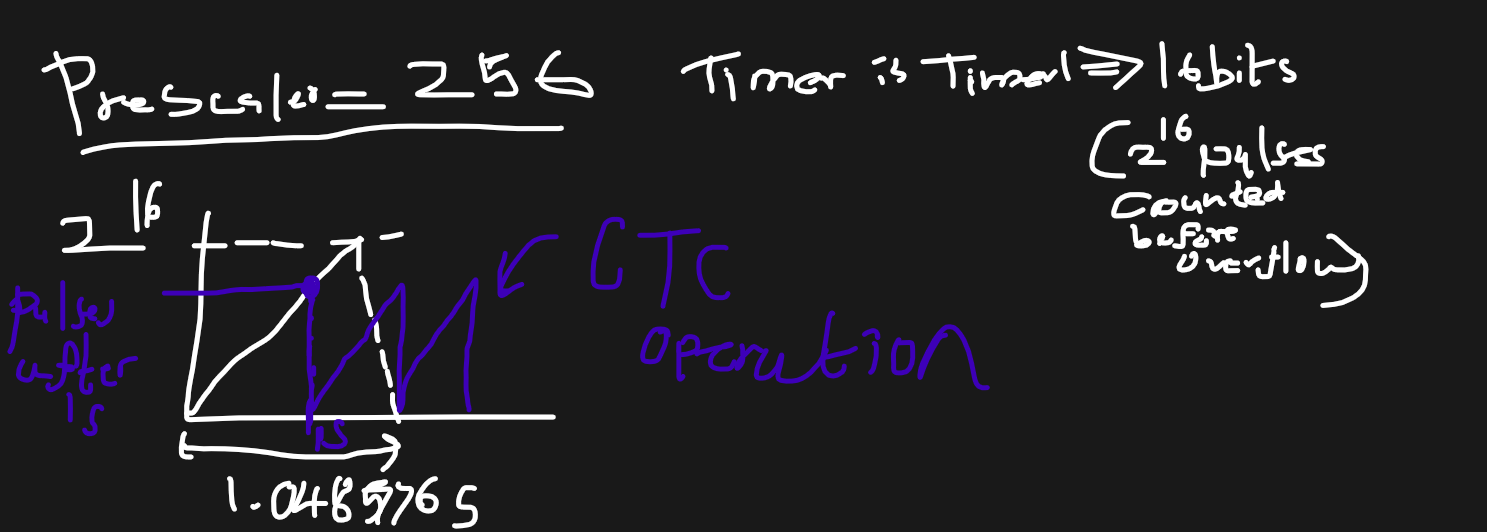 Prescaler = 256
Timer is Timer1 => 16bits
(2^16 pulses
counted
before
overflow)
2^16
pulses
after
1s
CTC
operation
1s
1.048576 s